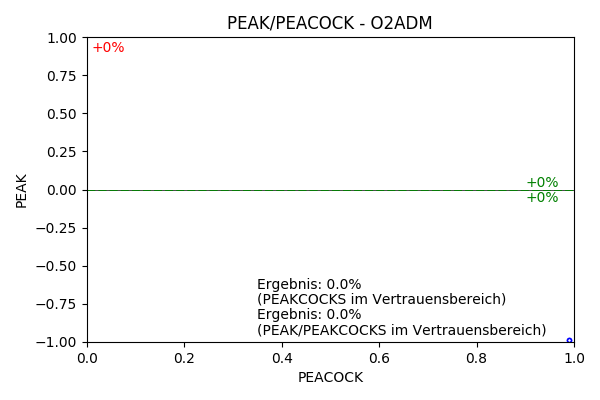 PEAK/PEACOCK - O2ADM
1.00
+0%
0.75
0.50
0.25
PEAK
0.00
+0%
+0%
−0.25
−0.50
Ergebnis: 0.0%
(PEAKCOCKS im Vertrauensbereich)
−0.75
Ergebnis: 0.0%
(PEAK/PEAKCOCKS im Vertrauensbereich)
−1.00
0.0 0.2 0.4 0.6 0.8 1.0
PEACOCK